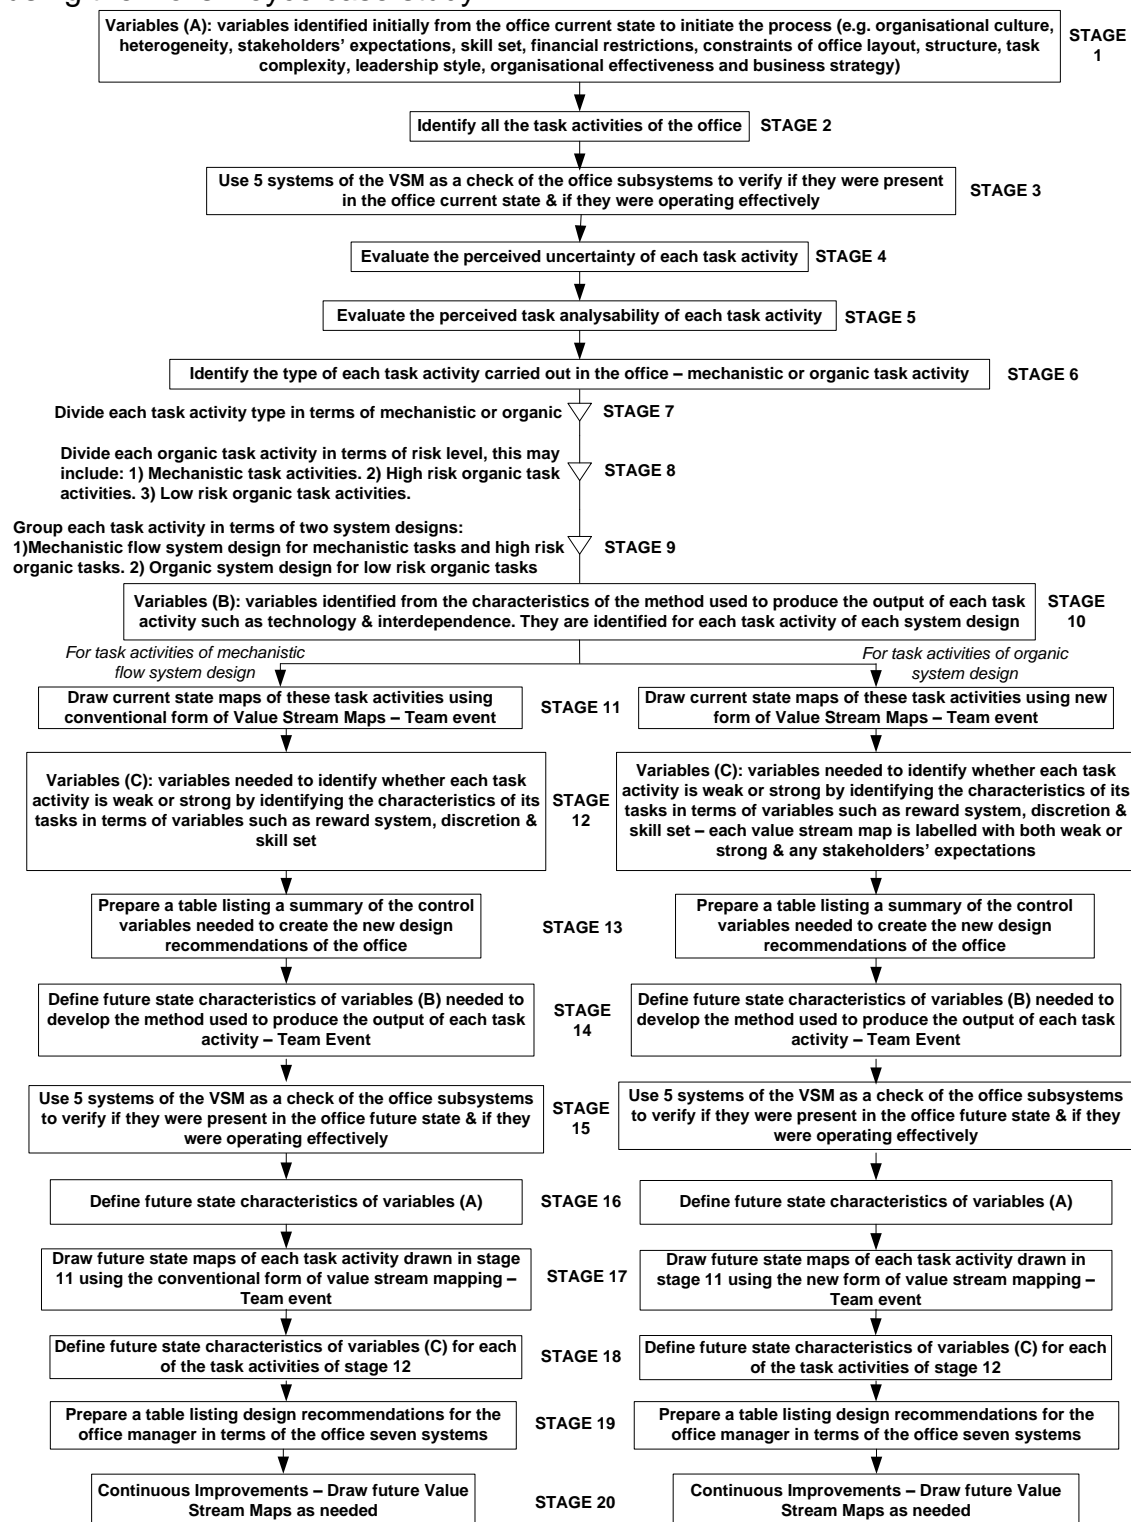 Variables (A): variables identified initially from the office current state to initiate the process (e.g. organisational culture,
heterogeneity, stakeholders' expectations, skill set, financial restrictions, constraints of office layout, structure, task
complexity, leadership style, organisational effectiveness and business strategy)
STAGE
1
Identify all the task activities of the office
STAGE 2
Use 5 systems of the VSM as a check of the office subsystems to verify if they were present
in the office current state & if they were operating effectively
STAGE 3
Evaluate the perceived uncertainty of each task activity
STAGE 4
Evaluate the perceived task analysability of each task activity
STAGE 5
Identify the type of each task activity carried out in the office – mechanistic or organic task activity
STAGE 6
Divide each task activity type in terms of mechanistic or organic
STAGE 7
Divide each organic task activity in terms of risk level, this may
include: 1) Mechanistic task activities. 2) High risk organic task
activities. 3) Low risk organic task activities.
STAGE 8
Group each task activity in terms of two system designs:
1)Mechanistic flow system design for mechanistic tasks and high risk
organic tasks. 2) Organic system design for low risk organic tasks
STAGE 9
Variables (B): variables identified from the characteristics of the method used to produce the output of each task
activity such as technology & interdependence. They are identified for each task activity of each system design
STAGE
10
For task activities of mechanistic
flow system design
For task activities of organic
system design
Draw current state maps of these task activities using
conventional form of Value Stream Maps – Team event
STAGE 11
Draw current state maps of these task activities using new
form of Value Stream Maps – Team event
Variables (C): variables needed to identify whether each task
activity is weak or strong by identifying the characteristics of its
tasks in terms of variables such as reward system, discretion &
skill set
STAGE
12
Variables (C): variables needed to identify whether each task
activity is weak or strong by identifying the characteristics of its
tasks in terms of variables such as reward system, discretion &
skill set – each value stream map is labelled with both weak or
strong & any stakeholders' expectations
Prepare a table listing a summary of the control
variables needed to create the new design
recommendations of the office
STAGE 13
Prepare a table listing a summary of the control
variables needed to create the new design
recommendations of the office
Define future state characteristics of variables (B) needed to
develop the method used to produce the output of each task
activity – Team Event
STAGE
14
Define future state characteristics of variables (B) needed to
develop the method used to produce the output of each task
activity – Team Event
Use 5 systems of the VSM as a check of the office subsystems
to verify if they were present in the office future state & if they
were operating effectively
STAGE
15
Use 5 systems of the VSM as a check of the office subsystems
to verify if they were present in the office future state & if they
were operating effectively
Define future state characteristics of variables (A)
STAGE 16
Define future state characteristics of variables (A)
Draw future state maps of each task activity drawn in stage
11 using the conventional form of value stream mapping –
Team event
STAGE 17
Draw future state maps of each task activity drawn in
stage 11 using the new form of value stream mapping –
Team event
Define future state characteristics of variables (C) for each
of the task activities of stage 12
STAGE 18
Define future state characteristics of variables (C) for each
of the task activities of stage 12
Prepare a table listing design recommendations for the
office manager in terms of the office seven systems
STAGE 19
Prepare a table listing design recommendations for the
office manager in terms of the office seven systems
Continuous Improvements – Draw future Value
Stream Maps as needed
STAGE 20
Continuous Improvements – Draw future Value
Stream Maps as needed